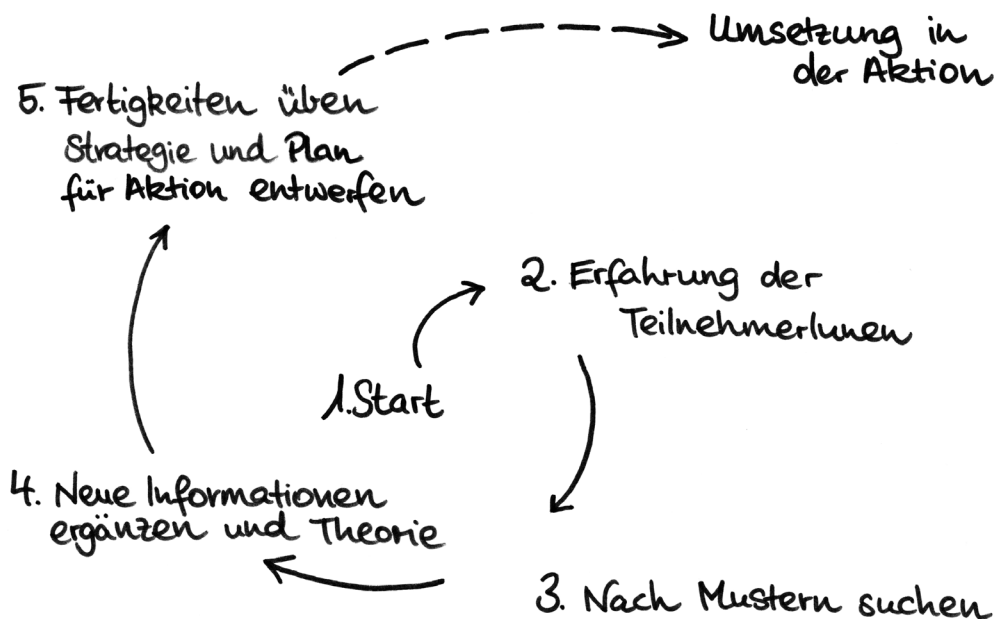 Umsetzung in
der Aktion
5. Fertigkeiten üben
Strategie und Plan
für Aktion entwerfen
2. Erfahrung der
TeilnehmerInnen
1. Start
4. Neue Informationen
ergänzen und Theorie
3. Nach Mustern suchen